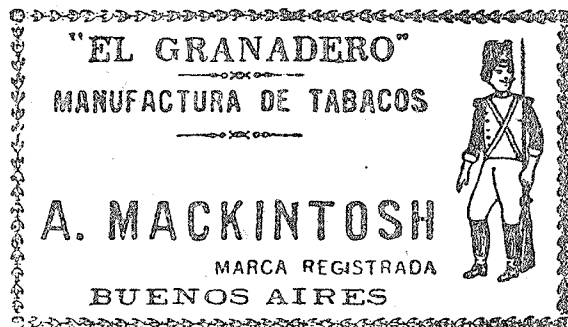 "EL GRANADERO"
MANUFACTURA DE TABACOS
A. MACKINTOSH
MARCA REGISTRADA
BUENOS AIRES